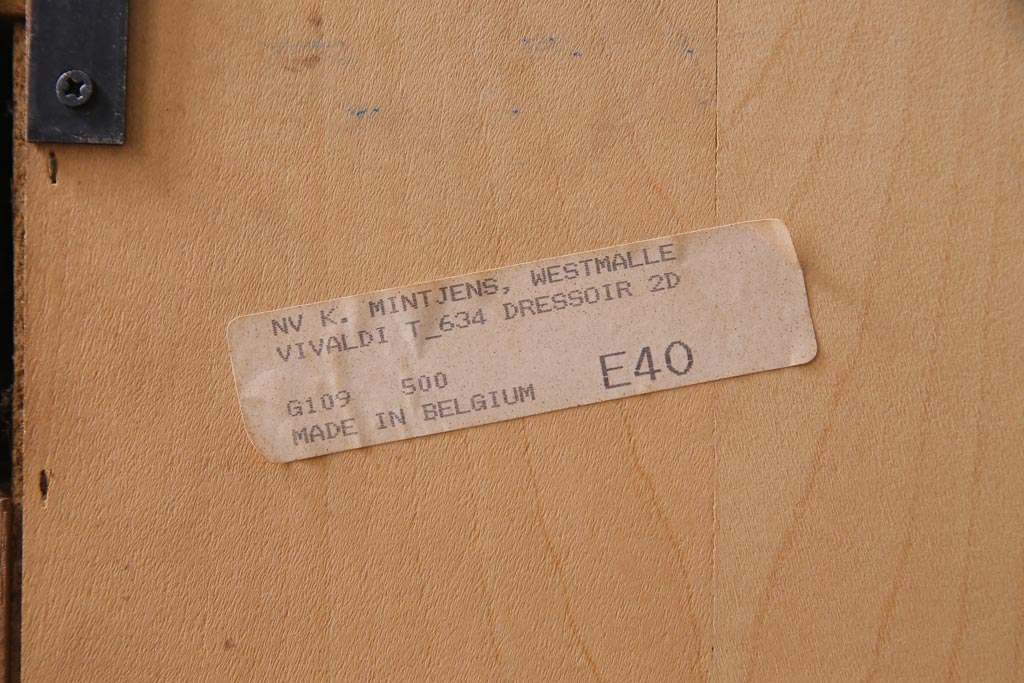 NV K. MINTJENS, WESTMALLE
VIVALDI T_634 DRESSOIR 2D
G109 500 E40
MADE IN BELGIUM